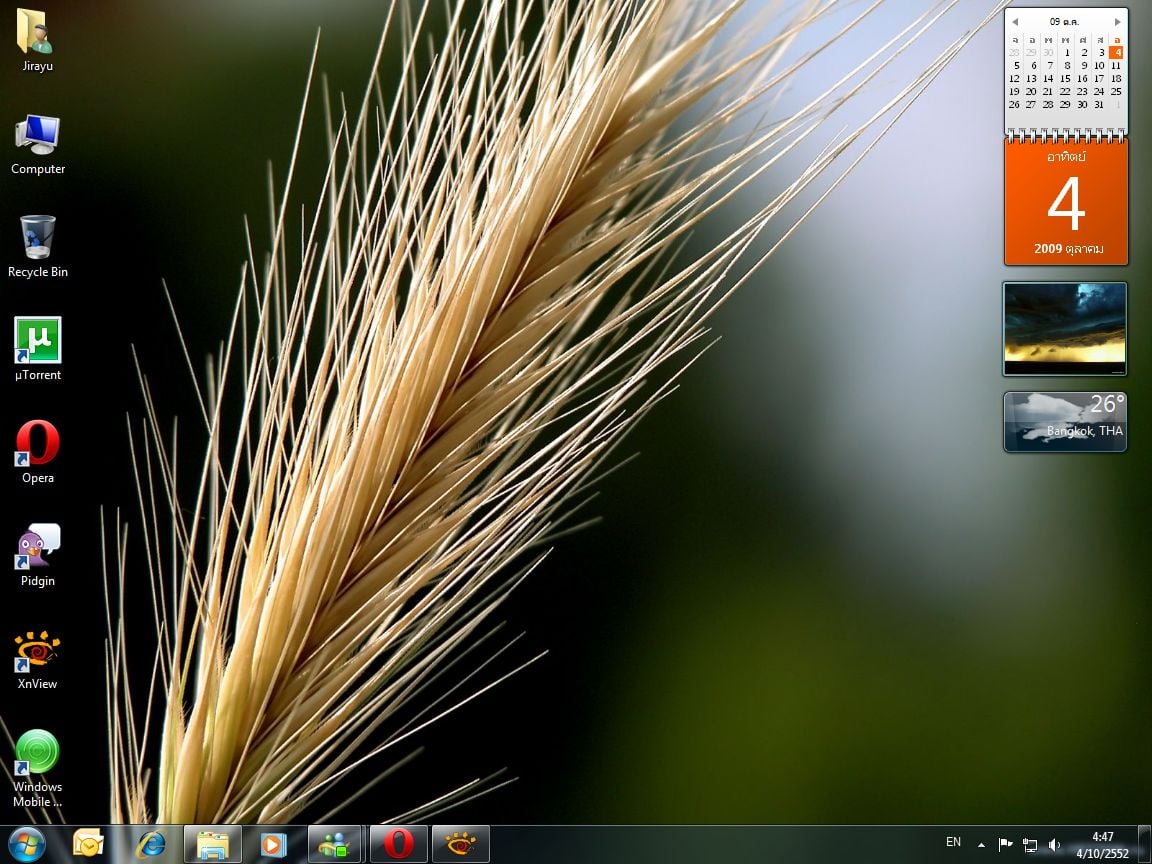 Jirayu
Computer
Recycle Bin
µ
µTorrent
Opera
Pidgin
XnView
Windows
Mobile ...
09 ต.ค.
จ อ พ พ ศ ส อ
28 29 30 1 2 3 4
5 6 7 8 9 10 11
12 13 14 15 16 17 18
19 20 21 22 23 24 25
26 27 28 29 30 31 1
อาทิตย์
4
2009 ตุลาคม
26°
Bangkok, THA
EN
4:47
4/10/2552